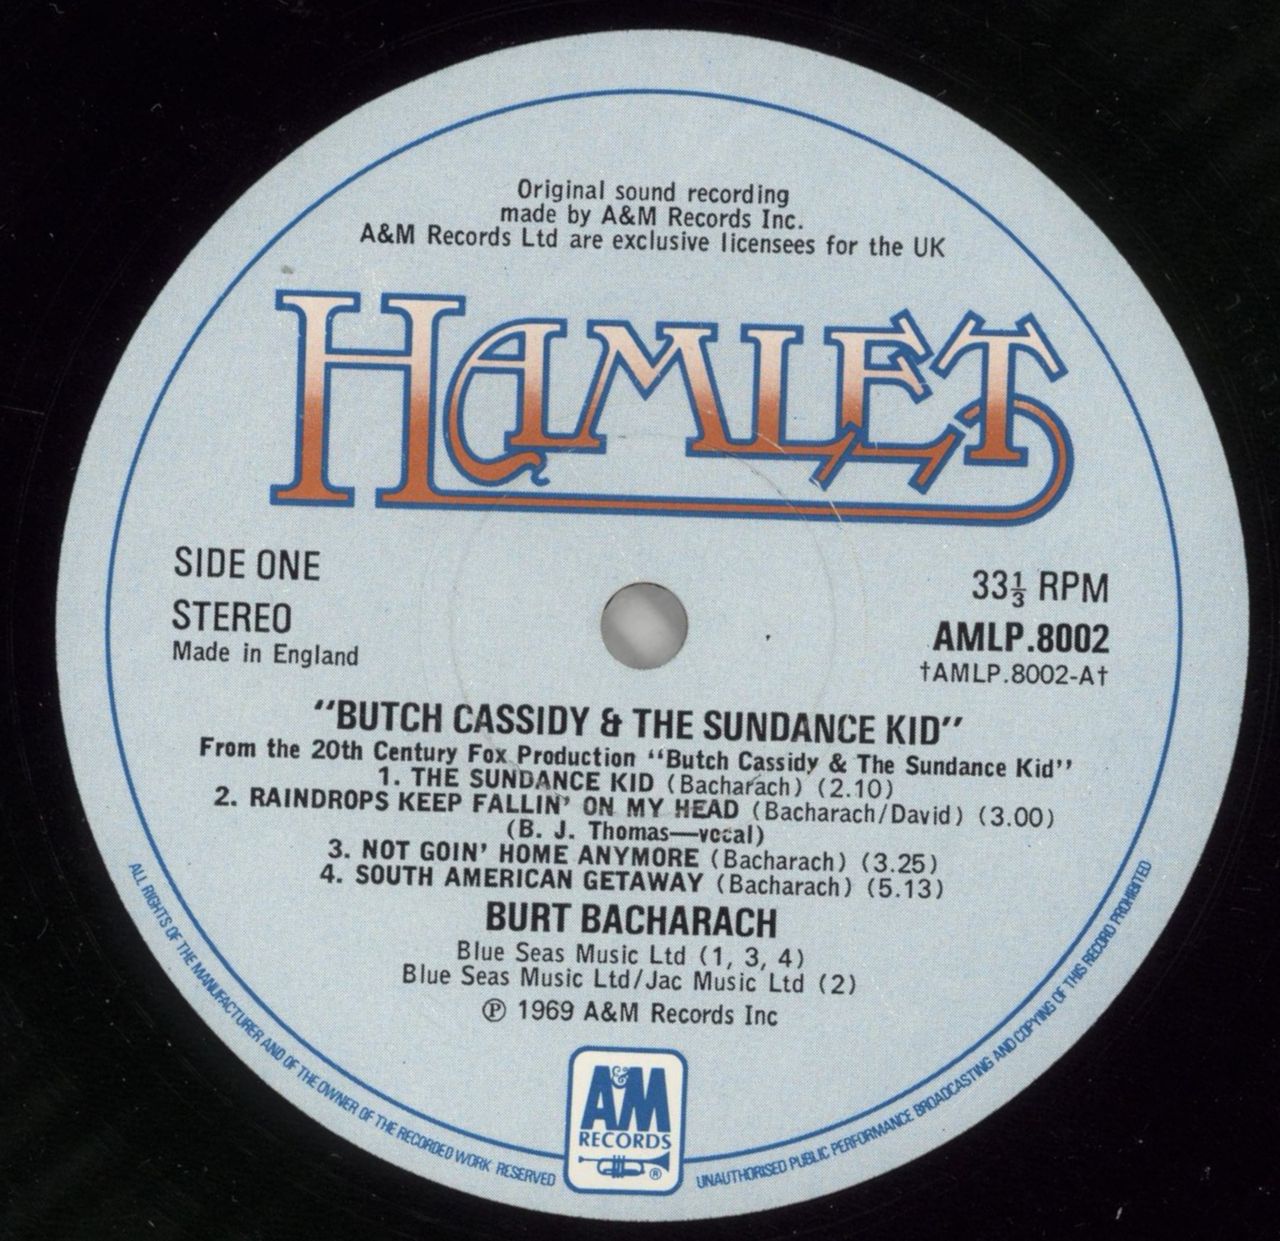 Original sound recording
made by A&M Records Inc.
A&M Records Ltd are exclusive licensees for the UK
HAMLET
SIDE ONE
STEREO
Made in England
33⅓ RPM
AMLP.8002
†AMLP.8002-A†
"BUTCH CASSIDY & THE SUNDANCE KID"
From the 20th Century Fox Production "Butch Cassidy & The Sundance Kid"
1. THE SUNDANCE KID (Bacharach) (2.10)
2. RAINDROPS KEEP FALLIN' ON MY HEAD (Bacharach/David) (3.00)
(B. J. Thomas—vocal)
3. NOT GOIN' HOME ANYMORE (Bacharach) (3.25)
4. SOUTH AMERICAN GETAWAY (Bacharach) (5.13)
BURT BACHARACH
Blue Seas Music Ltd (1, 3, 4)
Blue Seas Music Ltd/Jac Music Ltd (2)
℗ 1969 A&M Records Inc
A&M
RECORDS
®
ALL RIGHTS OF THE MANUFACTURER AND OF THE OWNER OF THE RECORDED WORK RESERVED
UNAUTHORISED PUBLIC PERFORMANCE BROADCASTING AND COPYING OF THIS RECORD PROHIBITED